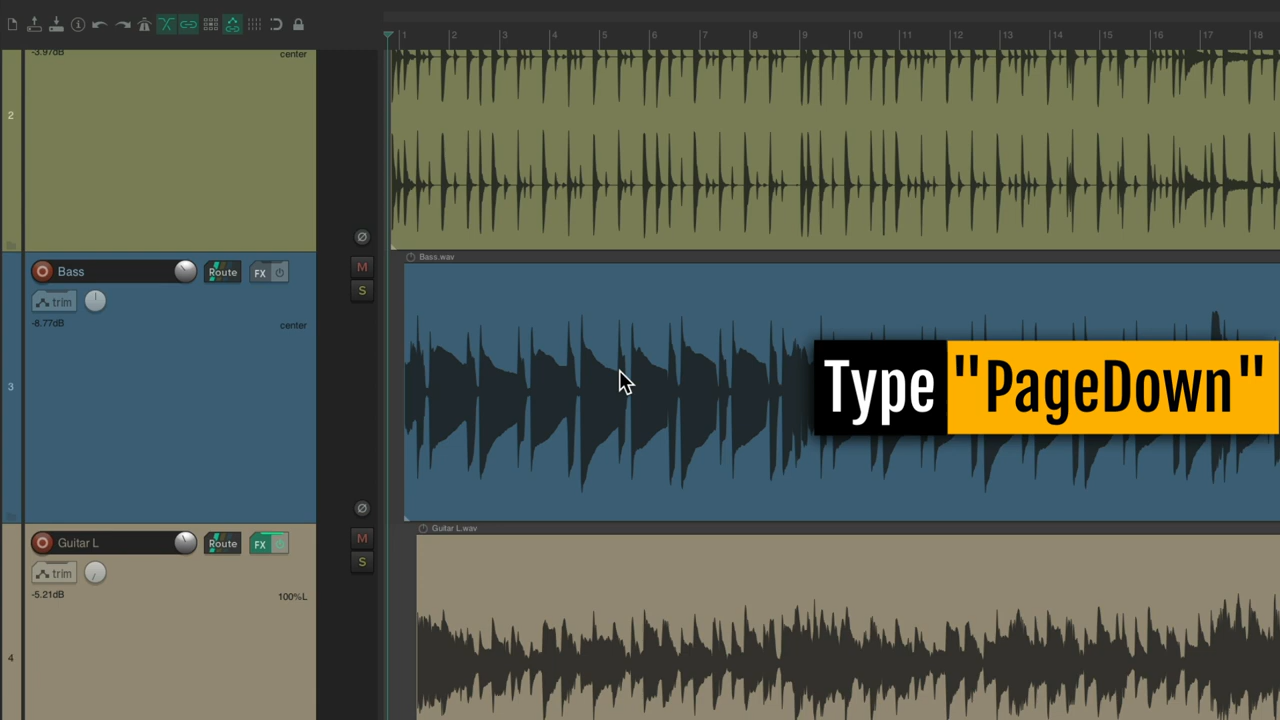 1 2 3 4 5 6 7 8 9 10 11 12 13 14 15 16 17 18
-3.97dB center
2
Bass.wav
Bass Route FX M
trim S
-8.77dB center
Type "PageDown"
3
Guitar L.wav
Guitar L Route FX M
trim S
-5.21dB 100%L
4